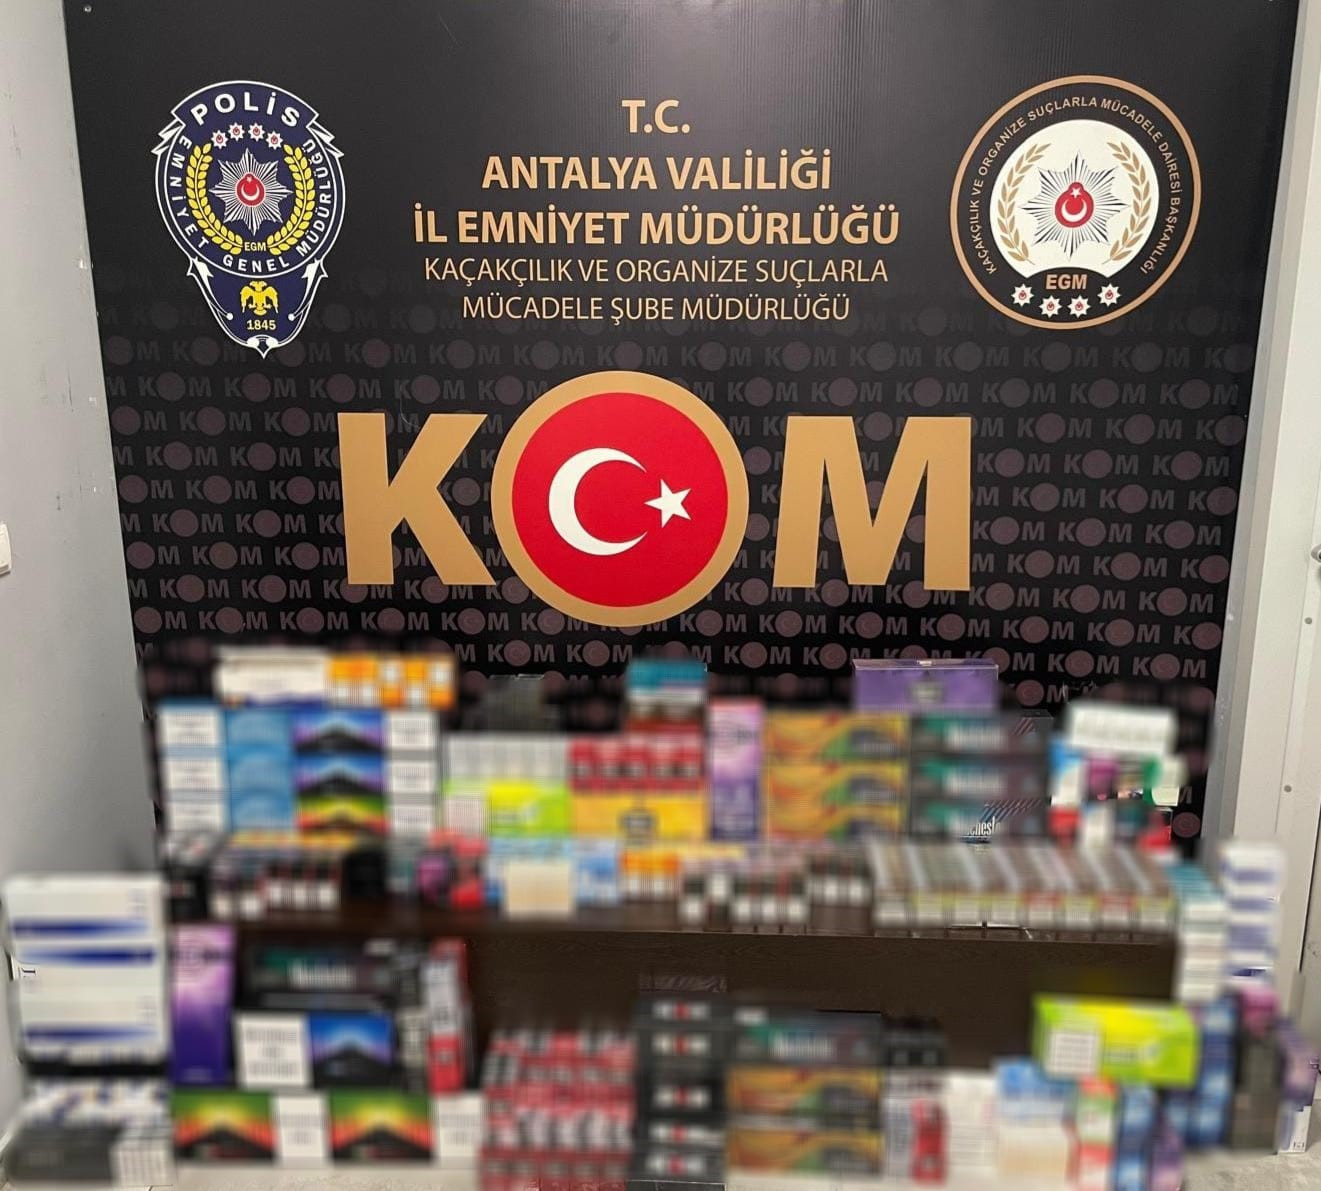 POLİS
EMNİYET GENEL MÜDÜRLÜĞÜ
EGM
1845
T.C.
ANTALYA VALİLİĞİ
İL EMNİYET MÜDÜRLÜĞÜ
KAÇAKÇILIK VE ORGANİZE SUÇLARLA
MÜCADELE ŞUBE MÜDÜRLÜĞÜ
KAÇAKÇILIK VE ORGANİZE SUÇLARLA MÜCADELE DAİRESİ BAŞKANLIĞI
EGM
KOM